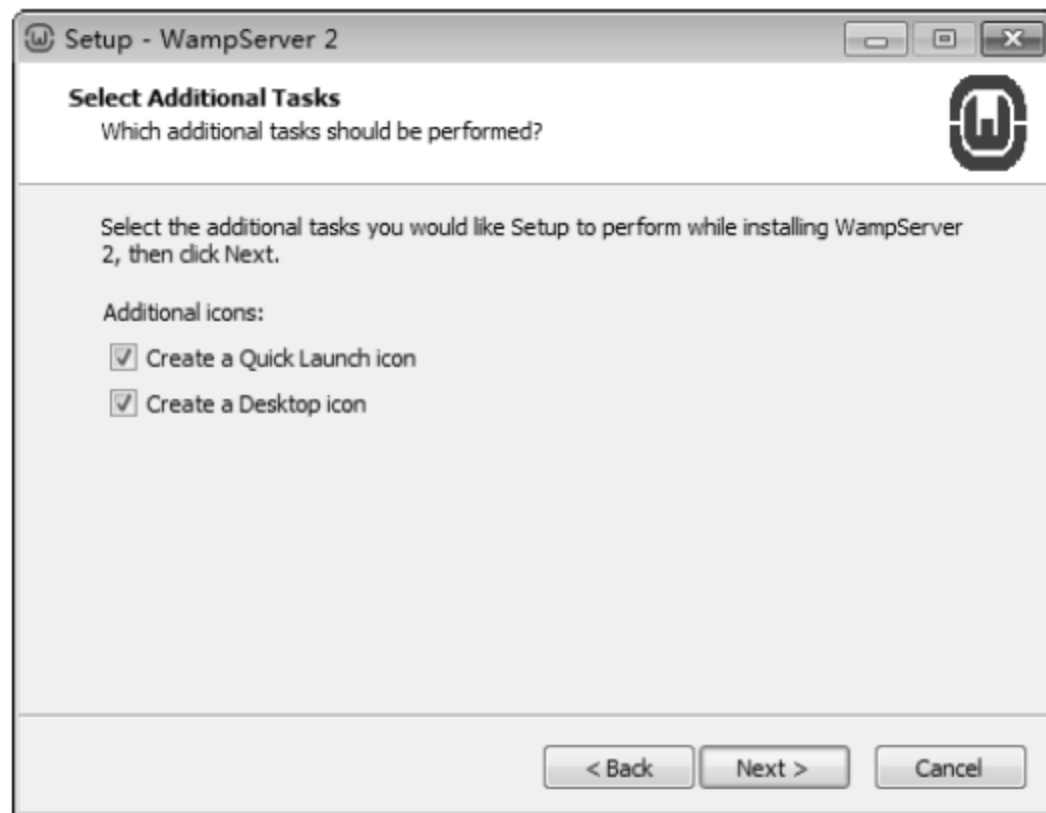 Setup - WampServer 2
Select Additional Tasks
Which additional tasks should be performed?
Select the additional tasks you would like Setup to perform while installing WampServer
2, then click Next.
Additional icons:
Create a Quick Launch icon
Create a Desktop icon
< Back Next > Cancel